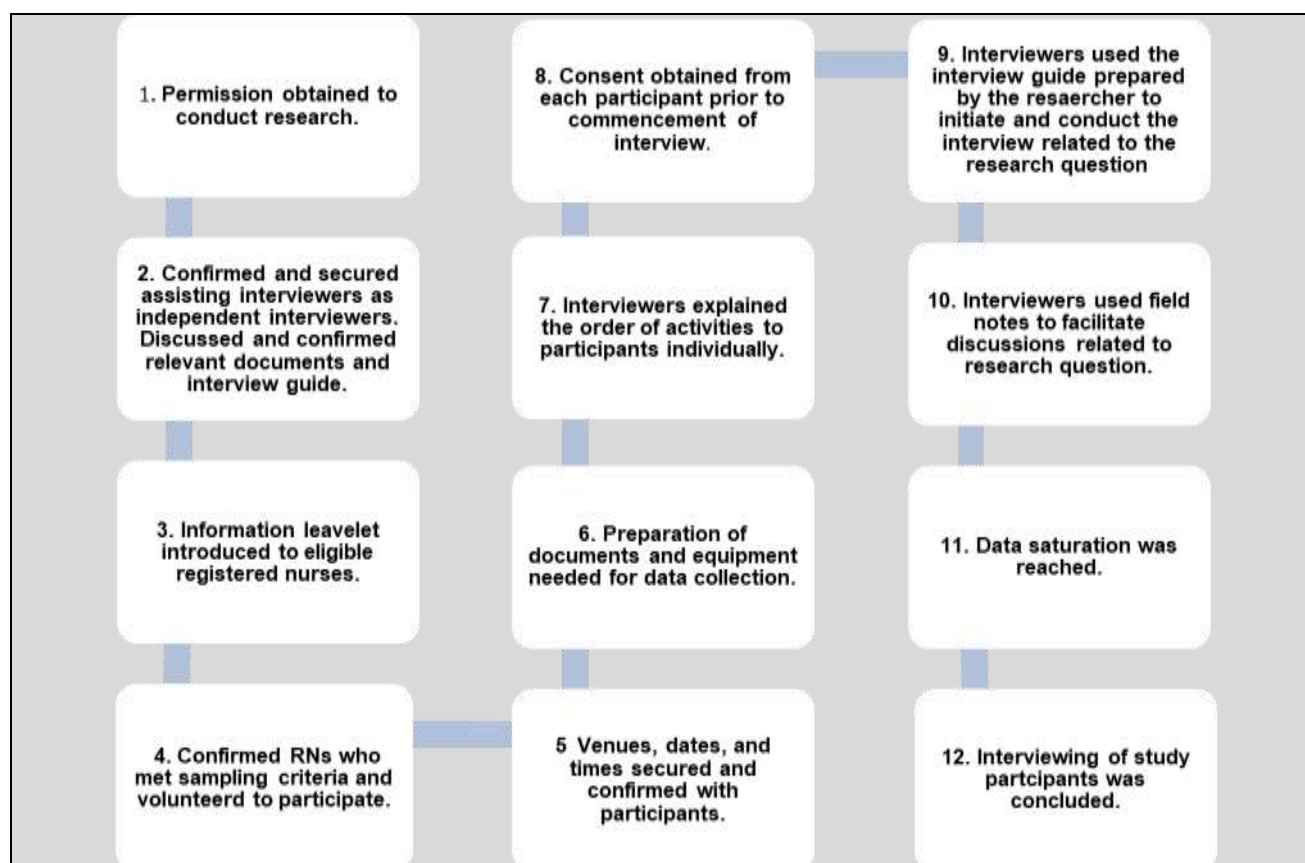 1. Permission obtained to
conduct research.
2. Confirmed and secured
assisting interviewers as
independent interviewers.
Discussed and confirmed
relevant documents and
interview guide.
3. Information leavelet
introduced to eligible
registered nurses.
4. Confirmed RNs who
met sampling criteria and
volunteerd to participate.
5 Venues, dates, and
times secured and
confirmed with
participants.
6. Preparation of
documents and equipment
needed for data collection.
7. Interviewers explained
the order of activities to
participants individually.
8. Consent obtained from
each participant prior to
commencement of
interview.
9. Interviewers used the
interview guide prepared
by the resaercher to
initiate and conduct the
interview related to the
research question
10. Interviewers used field
notes to facilitate
discussions related to
research question.
11. Data saturation was
reached.
12. Interviewing of study
partcipants was
concluded.